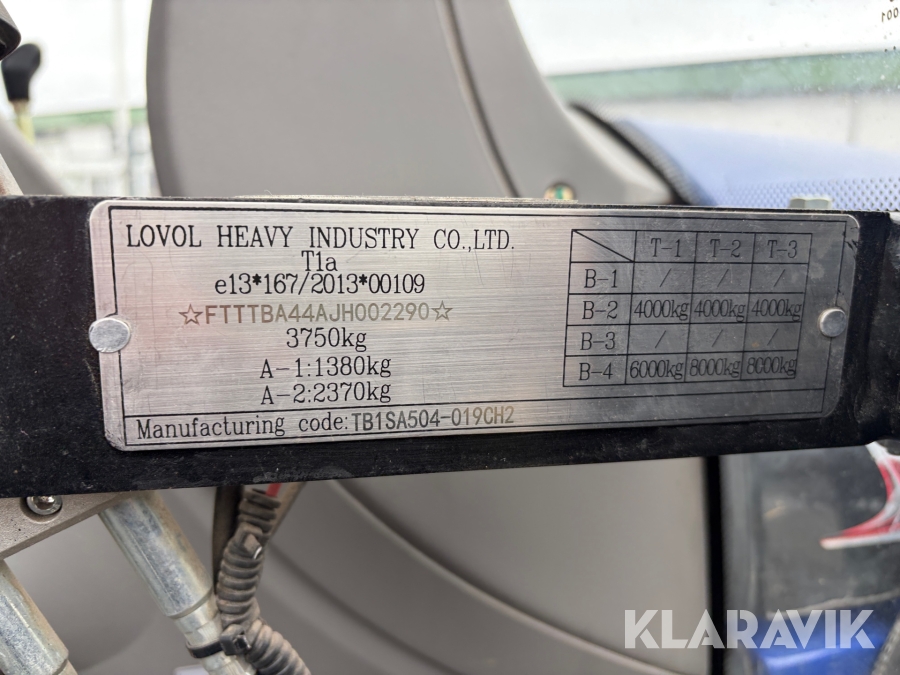 LOVOL HEAVY INDUSTRY CO.,LTD.
T1a
e13*167/2013*00109
☆FTTTBA44AJH002290☆
3750kg
A-1:1380kg
A-2:2370kg
T-1 T-2 T-3
B-1 / / /
B-2 4000kg 4000kg 4000kg
B-3 / / /
B-4 6000kg 8000kg 8000kg
Manufacturing code:TB1SA504-019CH2
KLARAVIK